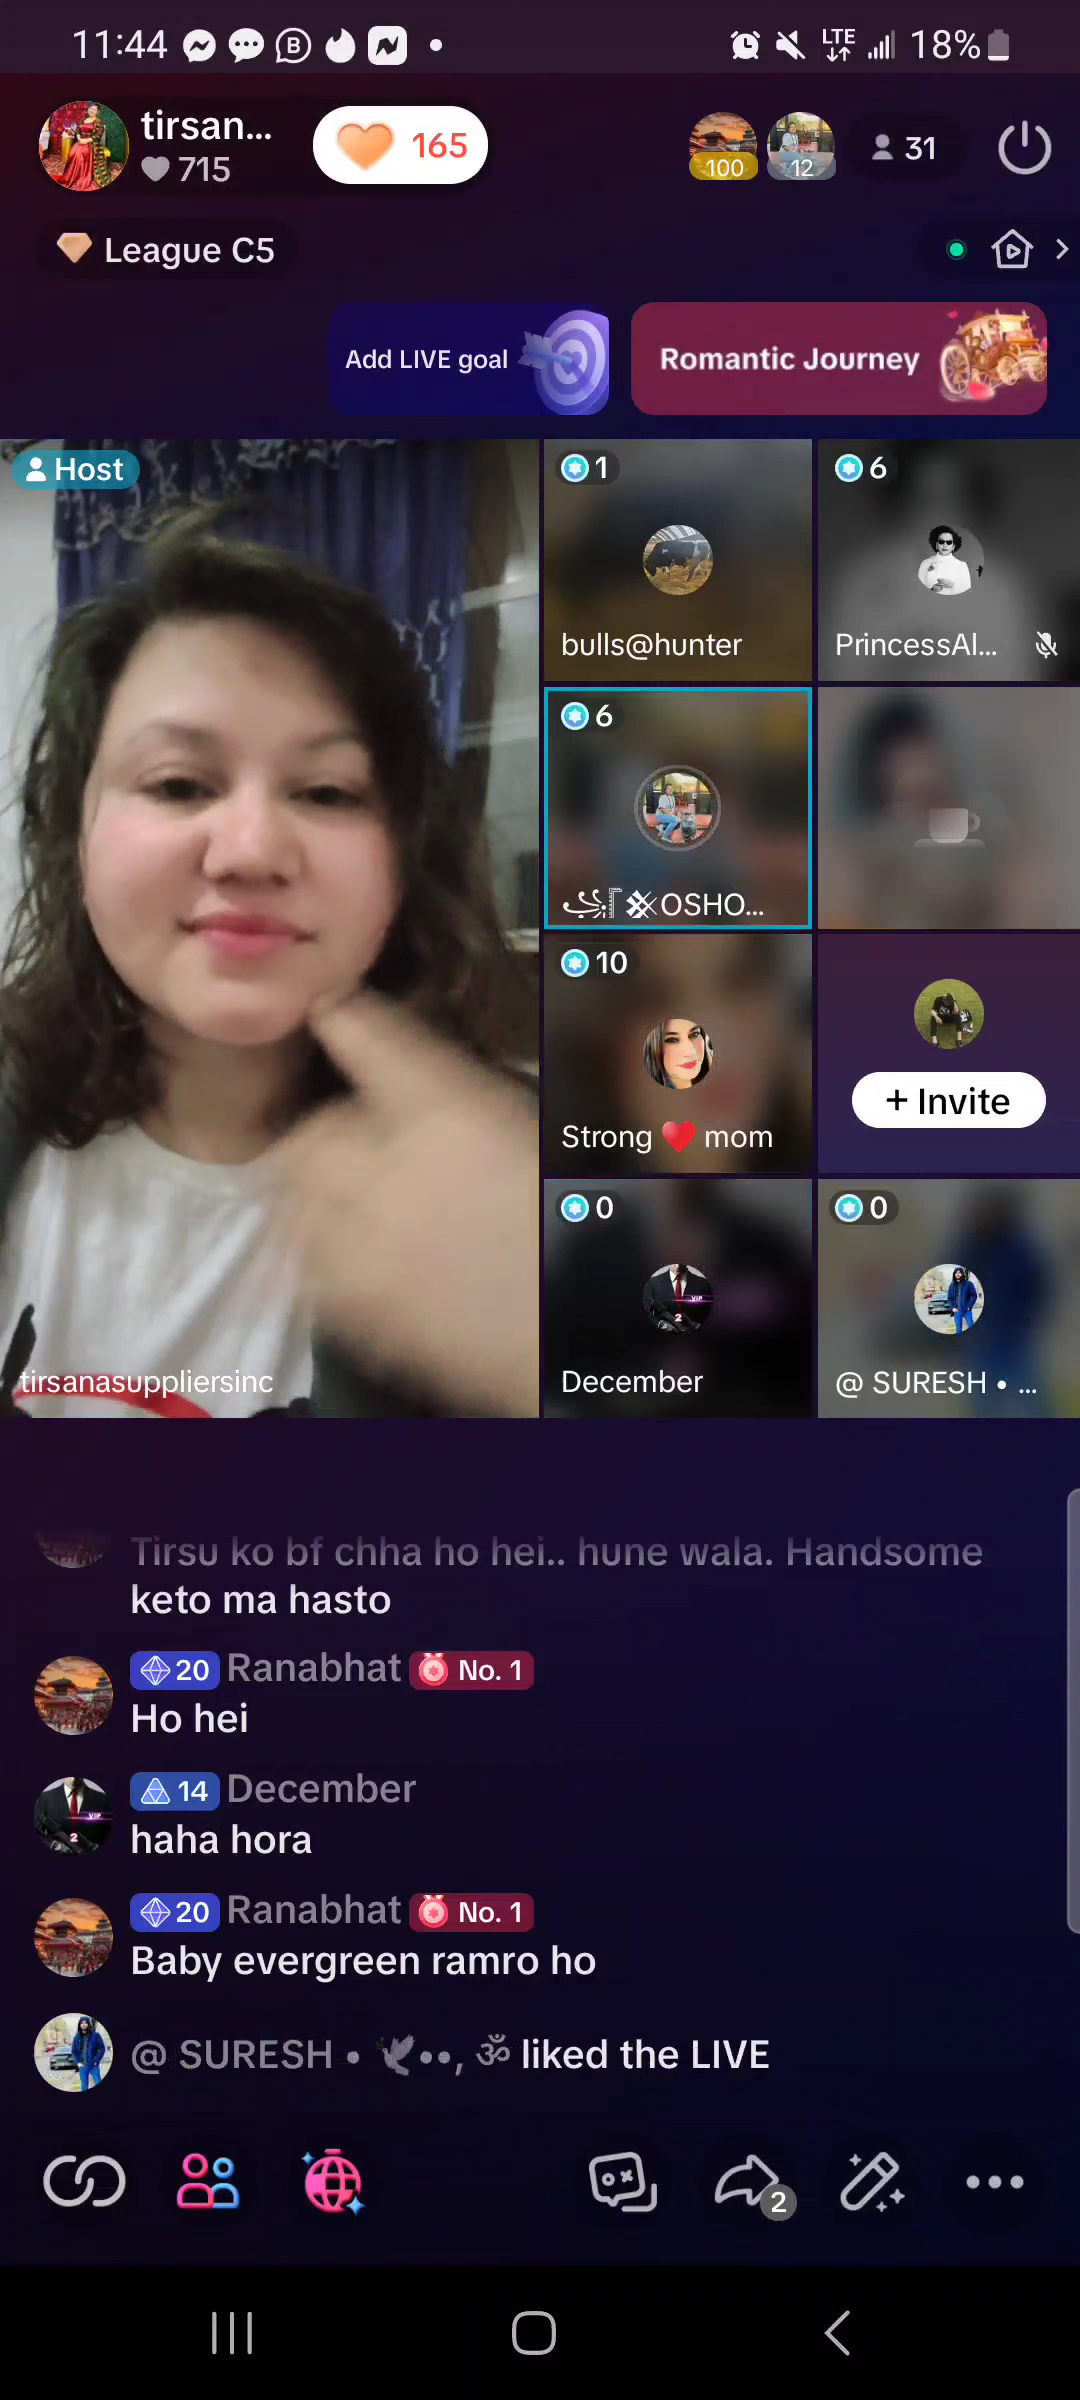 11:44
LTE
18%
tirsan...
715
165
100
12
31
League C5
Add LIVE goal
Romantic Journey
Host
1
6
bulls@hunter
PrincessAl...
6
OSHO...
10
Strong ❤️ mom
+ Invite
0
0
tirsanasuppliersinc
December
@ SURESH • ...
Tirsu ko bf chha ho hei.. hune wala. Handsome
keto ma hasto
20 Ranabhat No. 1
Ho hei
14 December
haha hora
20 Ranabhat No. 1
Baby evergreen ramro ho
@ SURESH • 🕊••, ॐ liked the LIVE
2